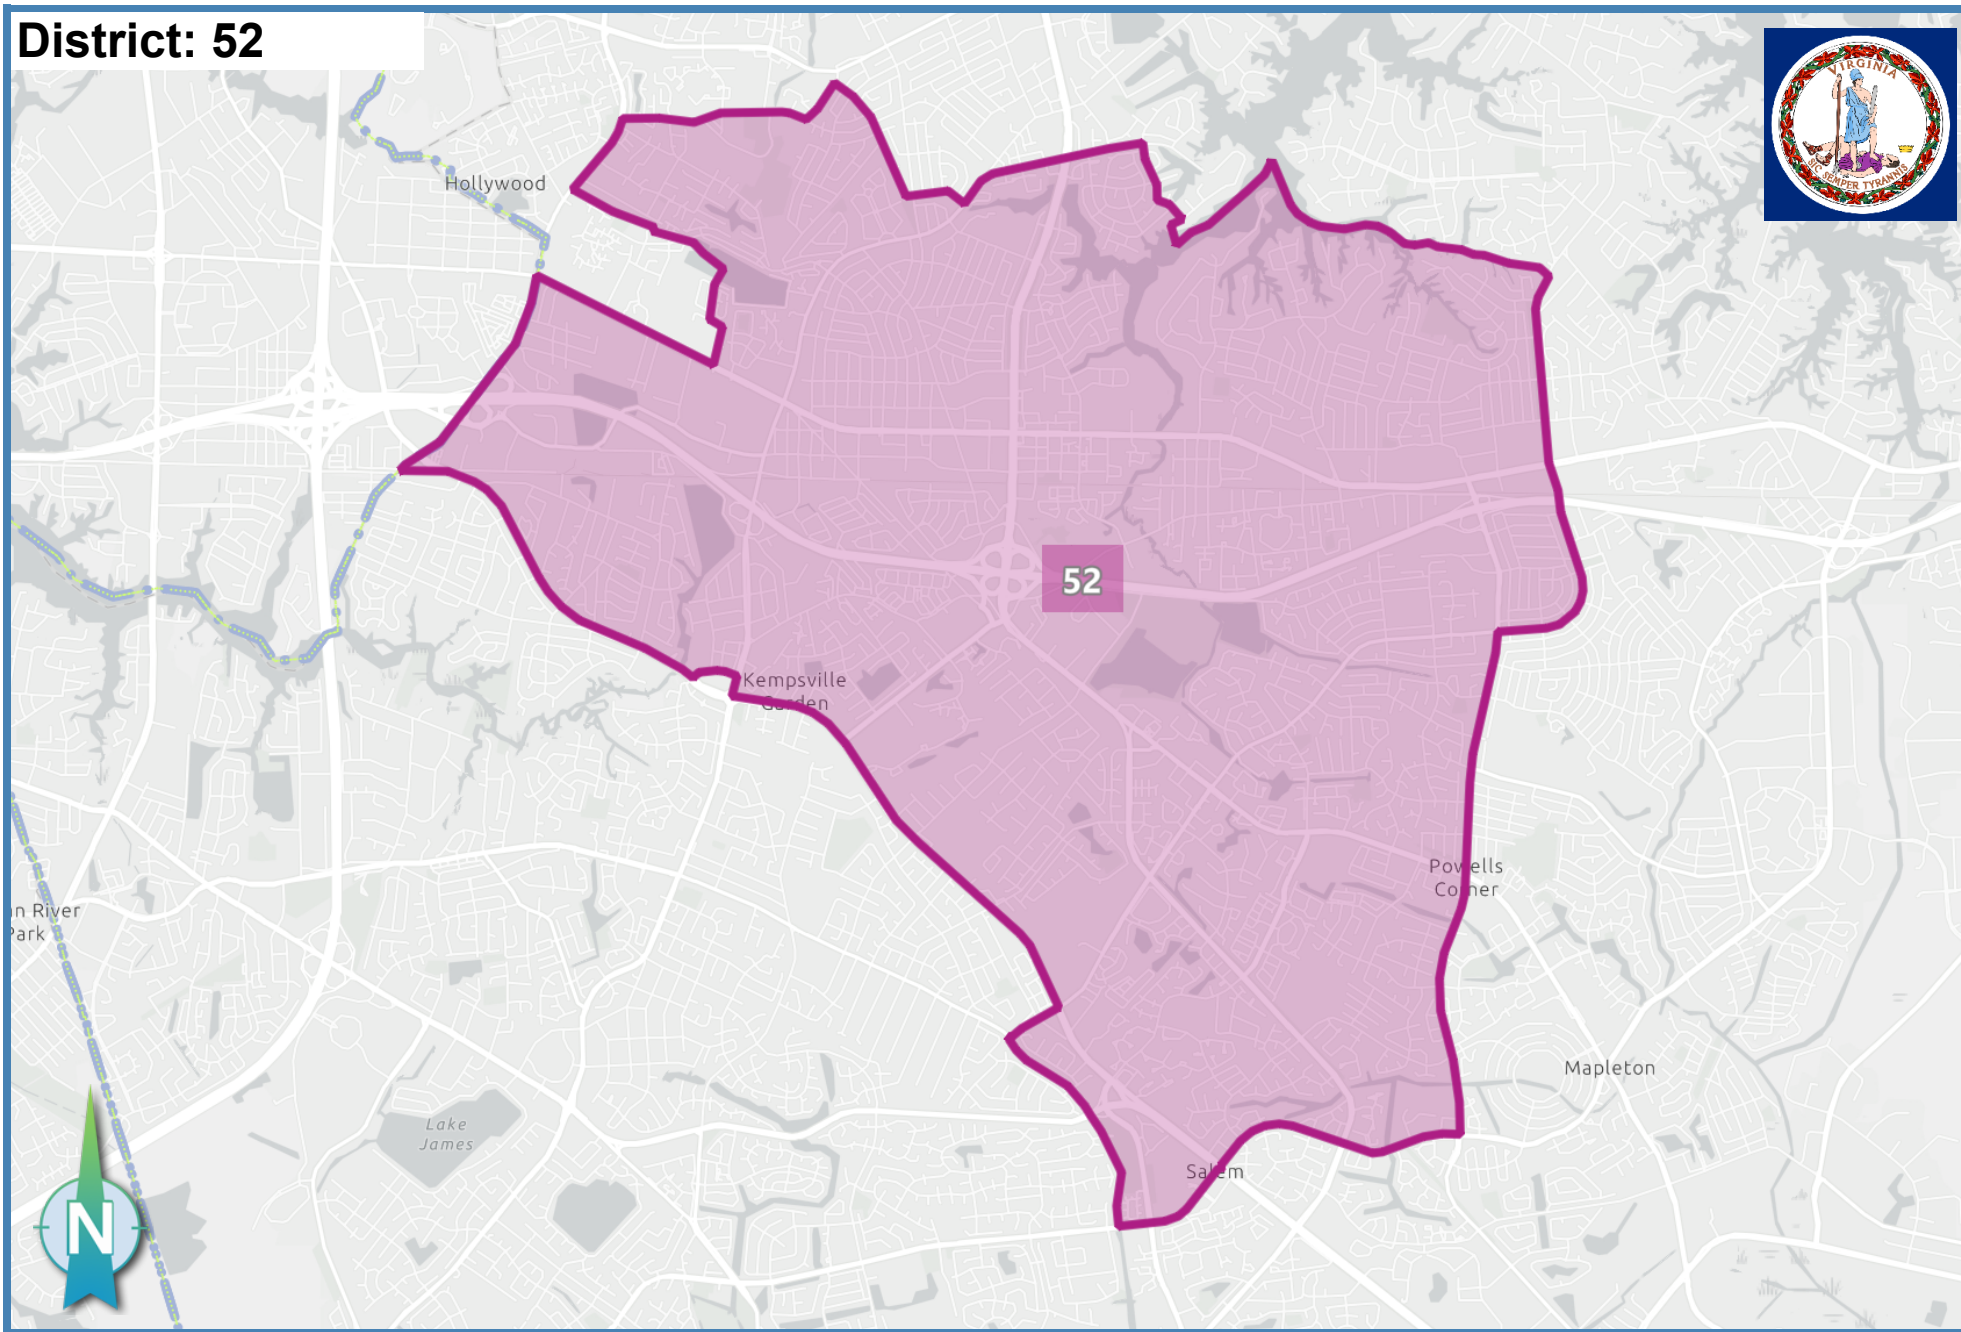 District: 52
VIRGINIA
SIC SEMPER TYRANNIS
Hollywood
52
Kempsville
Garden
Powells
Corner
n River
Park
Mapleton
Lake
James
Salem
N